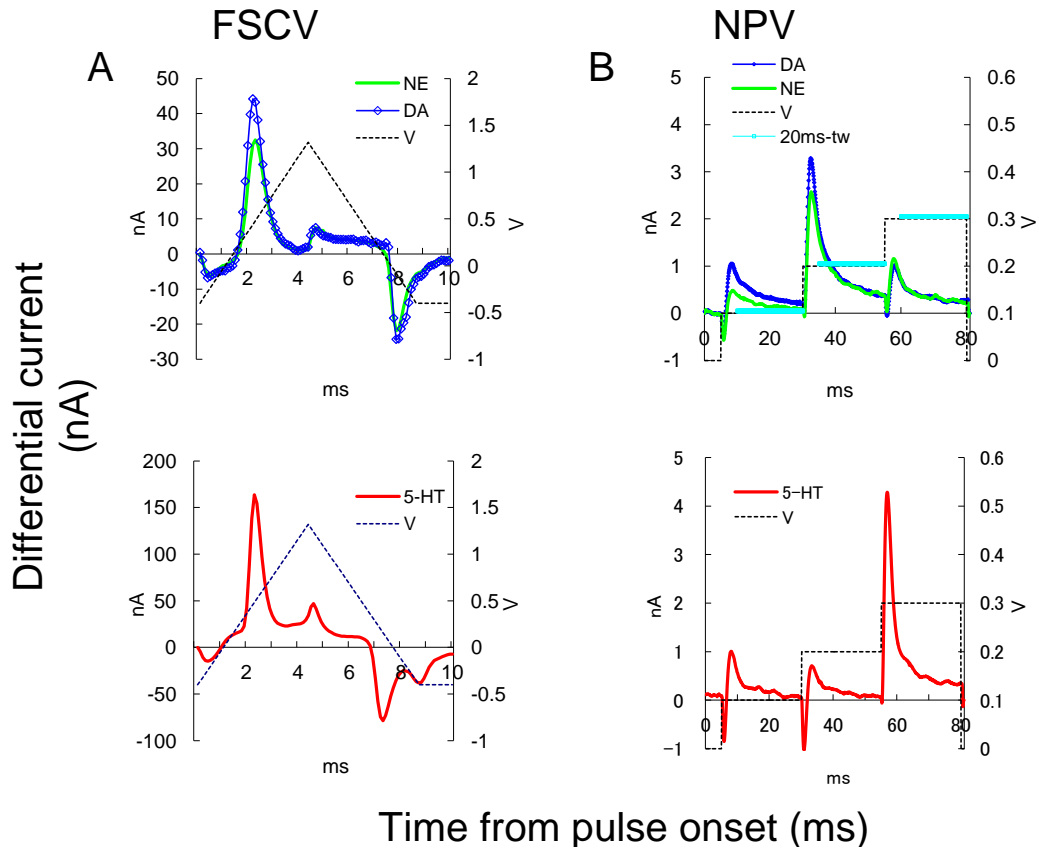 FSCV
NPV
A
B
NE
DA
V
DA
NE
V
20ms-tw
50
40
30
20
10
0
-10
-20
-30
nA
2
1.5
1
0.5
0
-0.5
-1
V
0 2 4 6 8 10
ms
5
4
3
2
1
0
-1
nA
0.6
0.5
0.4
0.3
0.2
0.1
0
V
0 20 40 60 80
ms
Differential current
(nA)
200
150
100
50
0
-50
-100
nA
5-HT
V
2
1.5
1
0.5
0
-0.5
-1
V
0 2 4 6 8 10
ms
5
4
3
2
1
0
−1
nA
5−HT
V
0.6
0.5
0.4
0.3
0.2
0.1
0
V
0 20 40 60 80
ms
Time from pulse onset (ms)